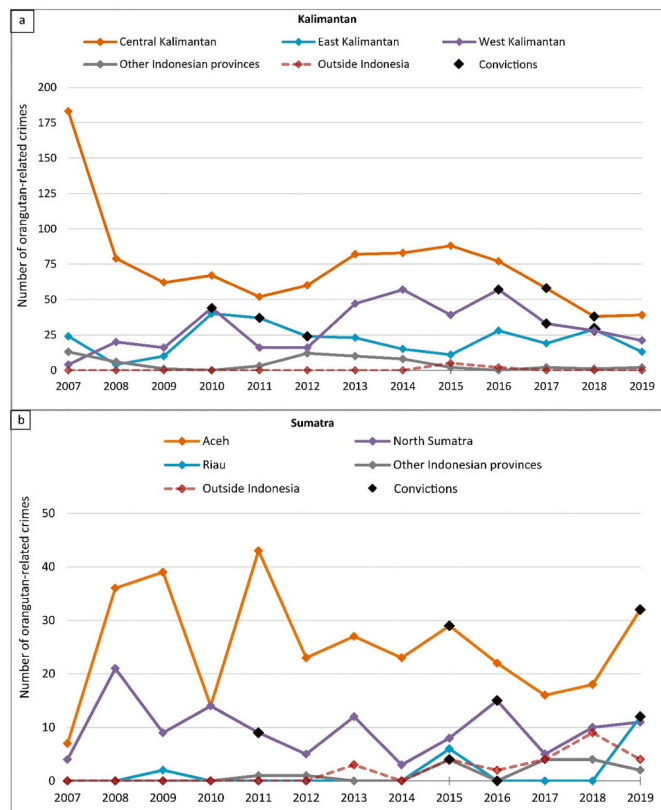 a
Kalimantan
Central Kalimantan East Kalimantan West Kalimantan
Other Indonesian provinces Outside Indonesia Convictions
Number of orangutan-related crimes
200
175
150
125
100
75
50
25
0
2007 2008 2009 2010 2011 2012 2013 2014 2015 2016 2017 2018 2019
b
Sumatra
Aceh North Sumatra
Riau Other Indonesian provinces
Outside Indonesia Convictions
Number of orangutan-related crimes
50
40
30
20
10
0
2007 2008 2009 2010 2011 2012 2013 2014 2015 2016 2017 2018 2019